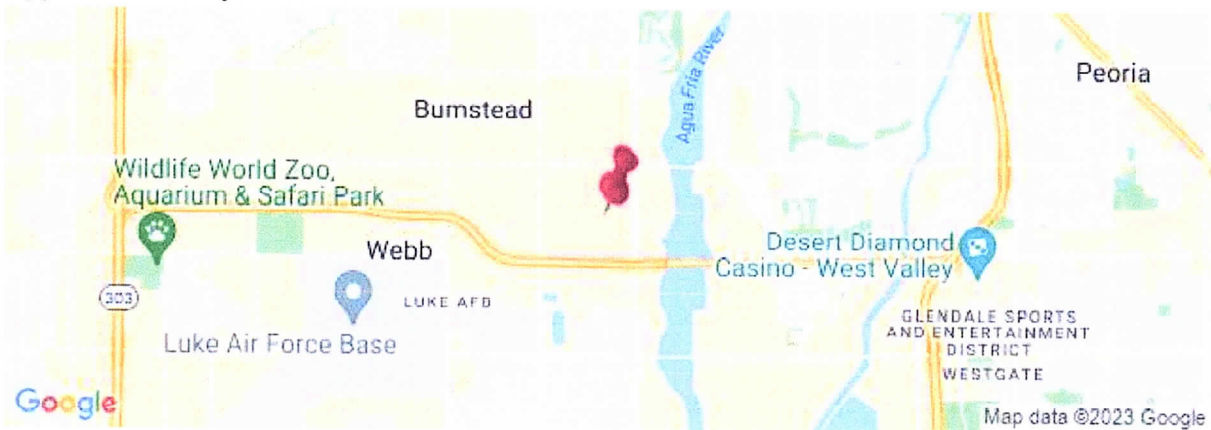 Agua Fria River
Peoria
Bumstead
Wildlife World Zoo,
Aquarium & Safari Park
Webb
Desert Diamond
Casino - West Valley
303
LUKE AFB
Luke Air Force Base
GLENDALE SPORTS
AND ENTERTAINMENT
DISTRICT
WESTGATE
Google
Map data ©2023 Google